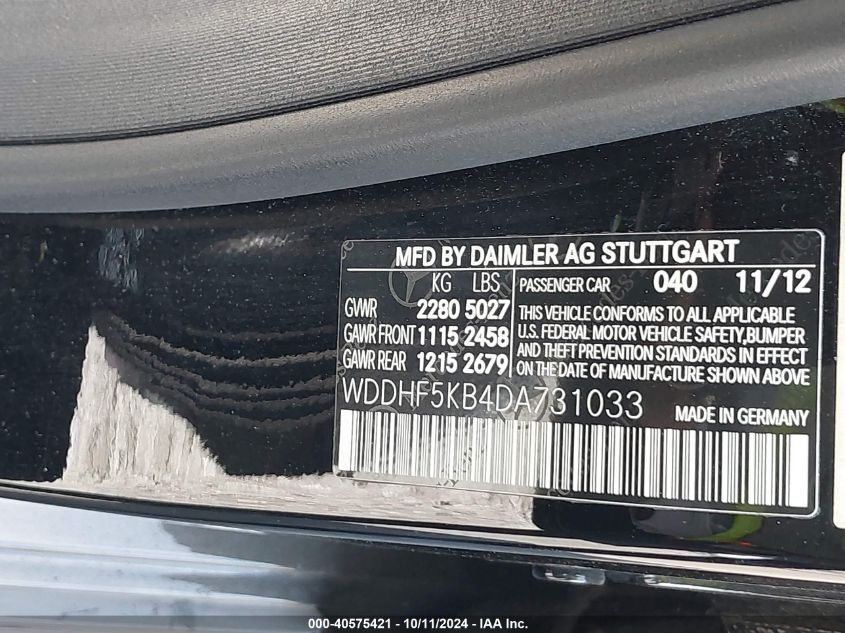 MFD BY DAIMLER AG STUTTGART
KG LBS
GVWR 2280 5027
GAWR FRONT 1115 2458
GAWR REAR 1215 2679
PASSENGER CAR 040 11/12
THIS VEHICLE CONFORMS TO ALL APPLICABLE
U.S. FEDERAL MOTOR VEHICLE SAFETY, BUMPER
AND THEFT PREVENTION STANDARDS IN EFFECT
ON THE DATE OF MANUFACTURE SHOWN ABOVE
WDDHF5KB4DA731033
MADE IN GERMANY
000-40575421 - 10/11/2024 - IAA Inc.